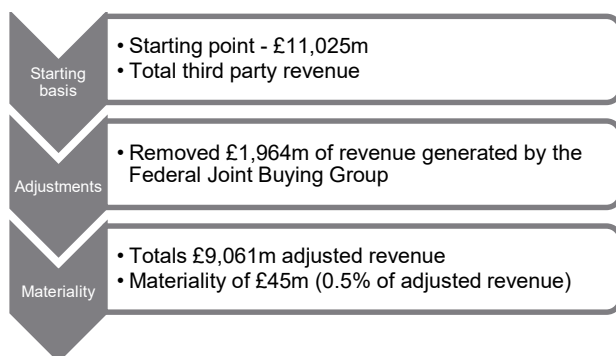 Starting
basis
• Starting point - £11,025m
• Total third party revenue
Adjustments
• Removed £1,964m of revenue generated by the
Federal Joint Buying Group
Materiality
• Totals £9,061m adjusted revenue
• Materiality of £45m (0.5% of adjusted revenue)